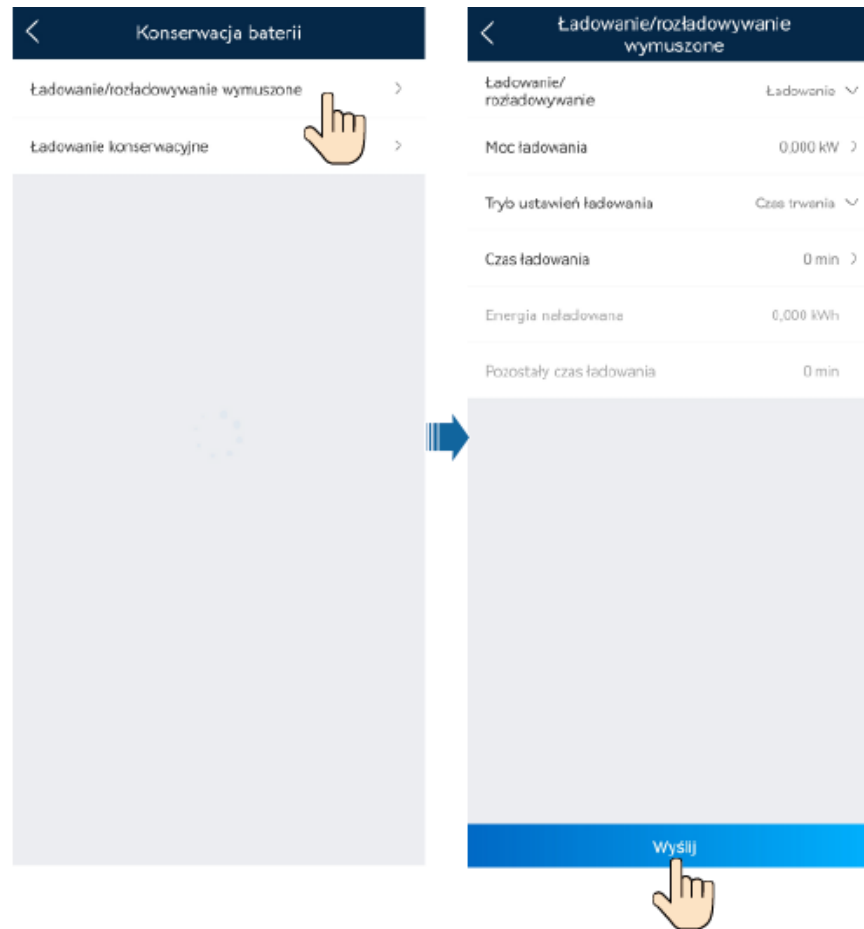 Konserwacja baterii
Ładowanie/rozładowywanie wymuszone
Ładowanie konserwacyjne
Ładowanie/rozładowywanie
wymuszone
Ładowanie/
rozładowywanie
Ładowanie
Moc ładowania
0,000 kW
Tryb ustawień ładowania
Czas trwania
Czas ładowania
0 min
Energia naładowana
0,000 kWh
Pozostały czas ładowania
0 min
Wyślij